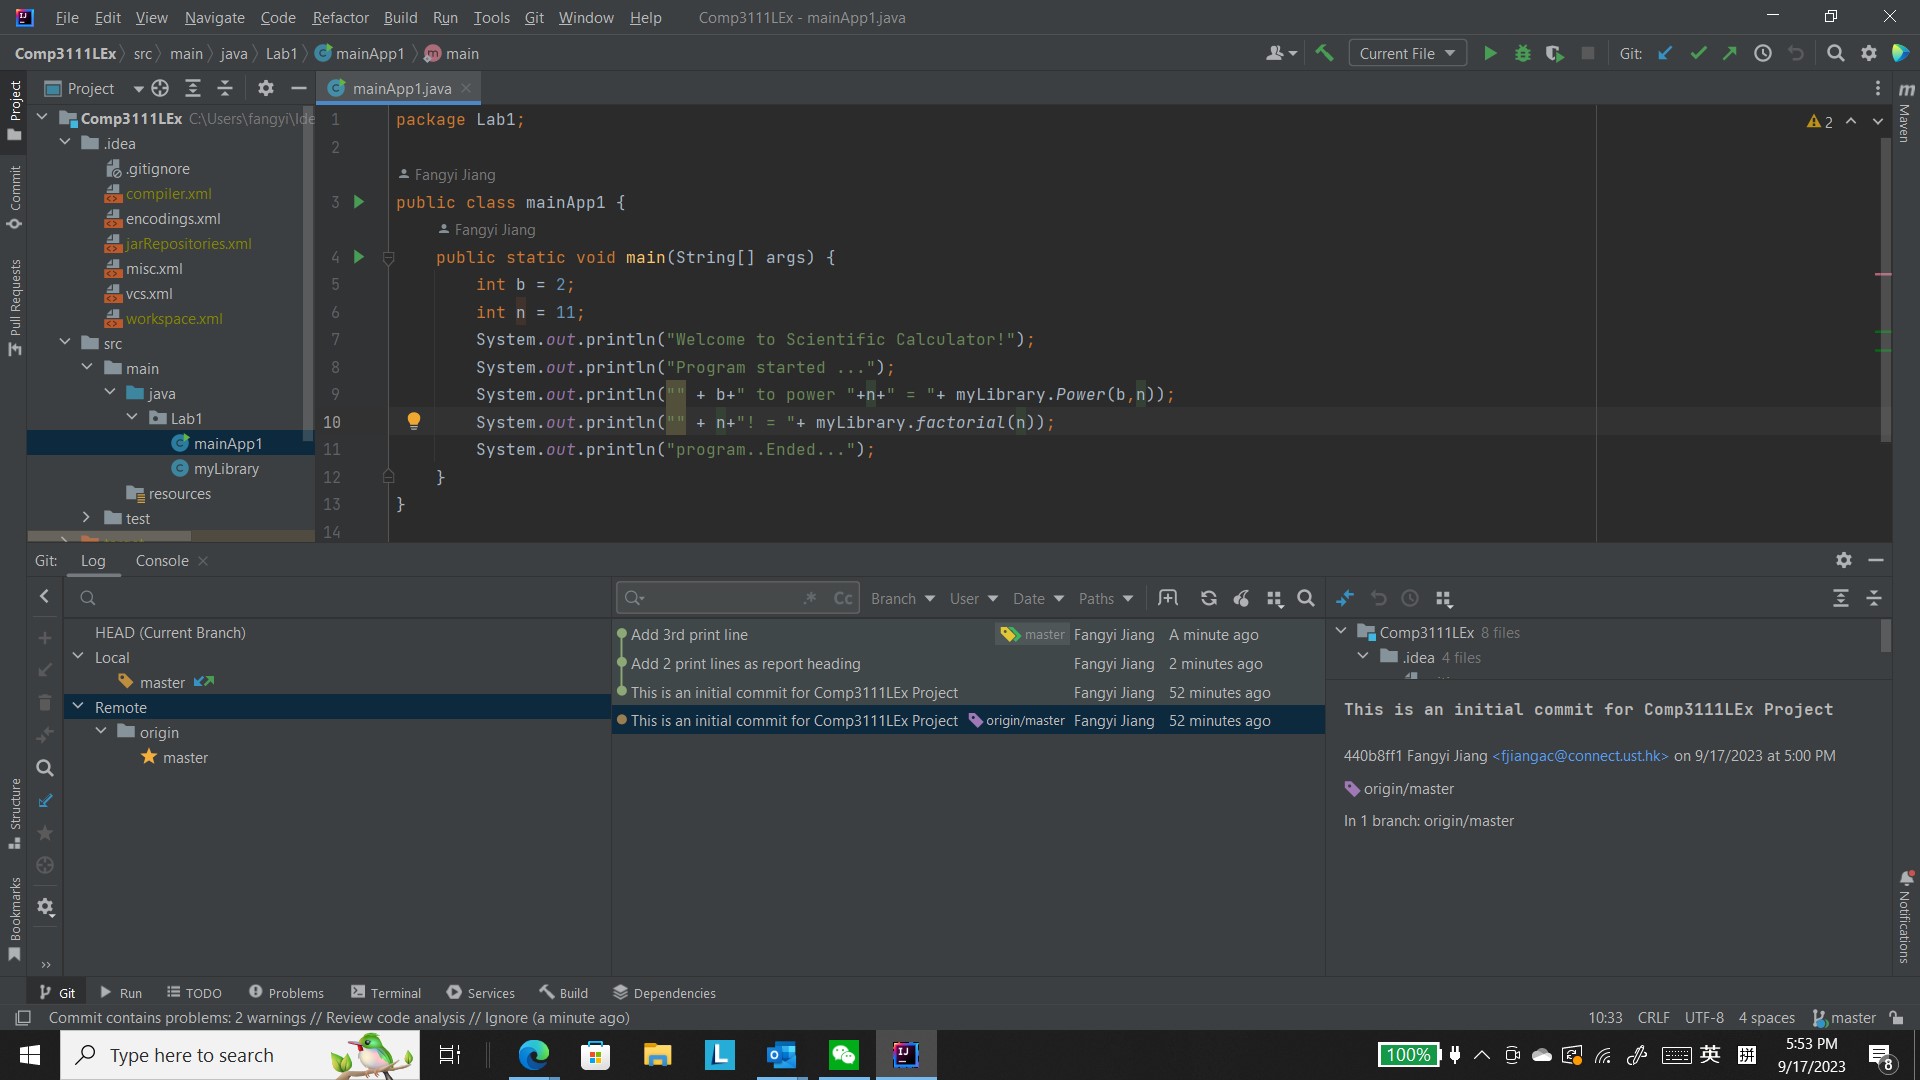 File Edit View Navigate Code Refactor Build Run Tools Git Window Help Comp3111LEx - mainApp1.java
Comp3111LEx src main java Lab1 mainApp1 main Current File Git:
Project mainApp1.java
Project
Commit
Pull Requests
Structure
Bookmarks
Maven
Notifications
Comp3111LEx C:\Users\fangyi\Ide
.idea
.gitignore
compiler.xml
encodings.xml
jarRepositories.xml
misc.xml
vcs.xml
workspace.xml
src
main
java
Lab1
mainApp1
myLibrary
resources
test
2
1 package Lab1;
2
Fangyi Jiang
3 public class mainApp1 {
Fangyi Jiang
4 public static void main(String[] args) {
5 int b = 2;
6 int n = 11;
7 System.out.println("Welcome to Scientific Calculator!");
8 System.out.println("Program started ...");
9 System.out.println("" + b+" to power "+n+" = "+ myLibrary.Power(b,n));
10 System.out.println("" + n+"! = "+ myLibrary.factorial(n));
11 System.out.println("program..Ended...");
12 }
13 }
14
Git: Log Console
.* Cc Branch User Date Paths
HEAD (Current Branch)
Local
master
Remote
origin
master
Add 3rd print line master Fangyi Jiang A minute ago
Add 2 print lines as report heading Fangyi Jiang 2 minutes ago
This is an initial commit for Comp3111LEx Project Fangyi Jiang 52 minutes ago
This is an initial commit for Comp3111LEx Project origin/master Fangyi Jiang 52 minutes ago
Comp3111LEx 8 files
.idea 4 files
This is an initial commit for Comp3111LEx Project
440b8ff1 Fangyi Jiang <fjiangac@connect.ust.hk> on 9/17/2023 at 5:00 PM
origin/master
In 1 branch: origin/master
Git Run TODO Problems Terminal Services Build Dependencies
Commit contains problems: 2 warnings // Review code analysis // Ignore (a minute ago) 10:33 CRLF UTF-8 4 spaces master
Type here to search 100% 英 拼 5:53 PM
9/17/2023 8